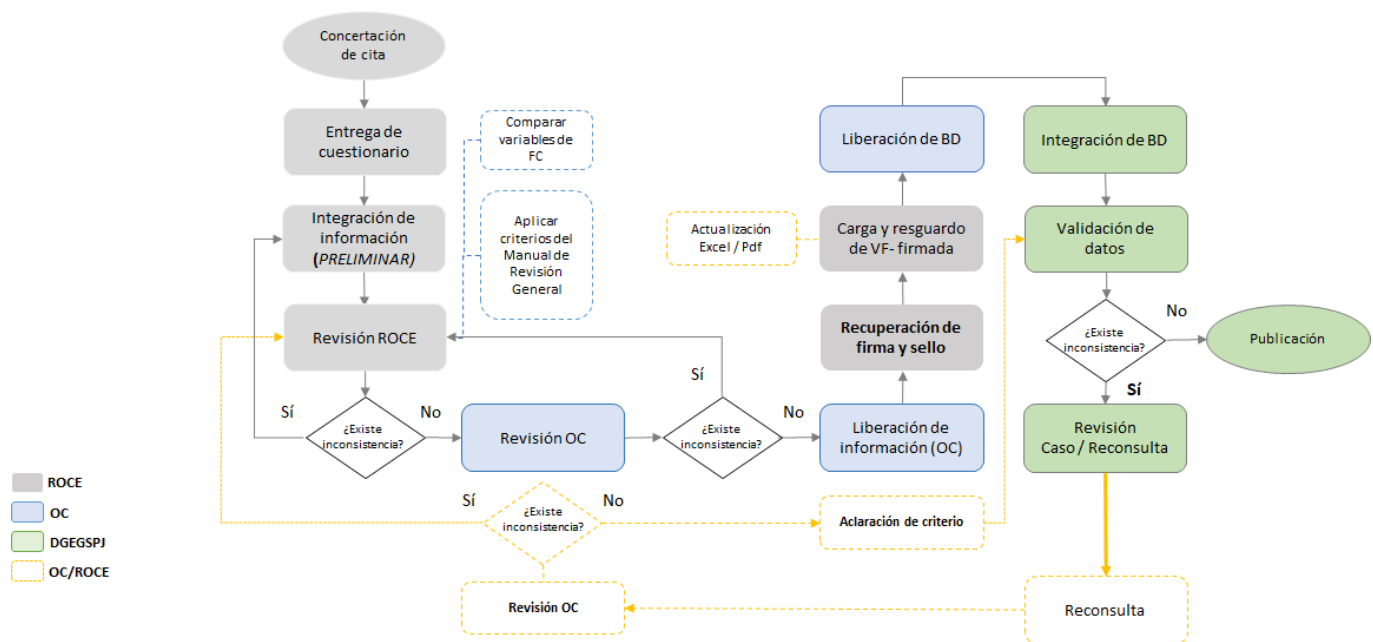 Concertación
de cita
Entrega de
cuestionario
Integración de
información
(PRELIMINAR)
Revisión ROCE
Comparar
variables de
FC
Aplicar
criterios del
Manual de
Revisión
General
Sí
¿Existe
inconsistencia?
No
Revisión OC
Sí
¿Existe
inconsistencia?
No
Liberación de
información (OC)
Recuperación de
firma y sello
Actualización
Excel / Pdf
Carga y resguardo
de VF- firmada
Liberación de BD
Integración de BD
Validación de
datos
¿Existe
inconsistencia?
No
Publicación
Sí
Revisión
Caso / Reconsulta
Reconsulta
Revisión OC
Sí
¿Existe
inconsistencia?
No
Aclaración de criterio
ROCE
OC
DGEGSPJ
OC/ROCE